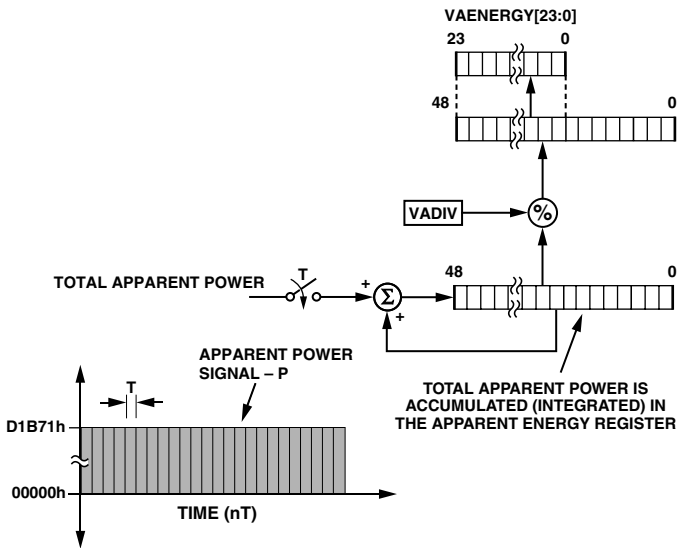 VAENERGY[23:0]
23 0
48 0
VADIV
%
48 0
TOTAL APPARENT POWER
T
+
Σ
+
APPARENT POWER
SIGNAL – P
T
TOTAL APPARENT POWER IS
ACCUMULATED (INTEGRATED) IN
THE APPARENT ENERGY REGISTER
D1B71h
00000h
TIME (nT)